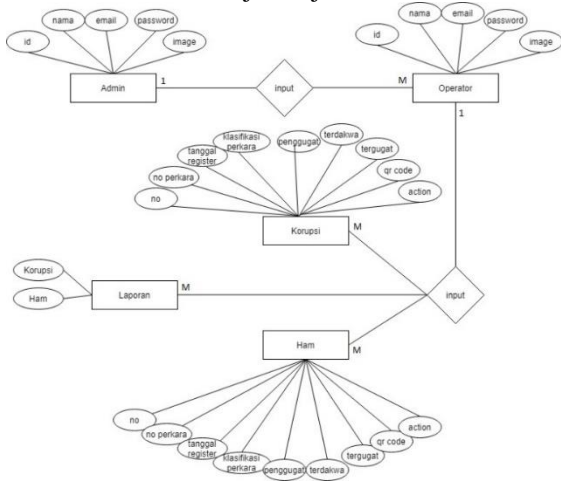 nama
email
password
id
image
Admin
1
input
M
nama
email
password
id
image
Operator
1
klasifikasi
perkara
penggugat
terdakwa
tanggal
register
tergugat
no perkara
qr code
no
action
Korupsi
M
Korupsi
Ham
Laporan
M
input
Ham
M
no
no perkara
tanggal
register
klasifikasi
perkara
penggugat
terdakwa
tergugat
qr code
action